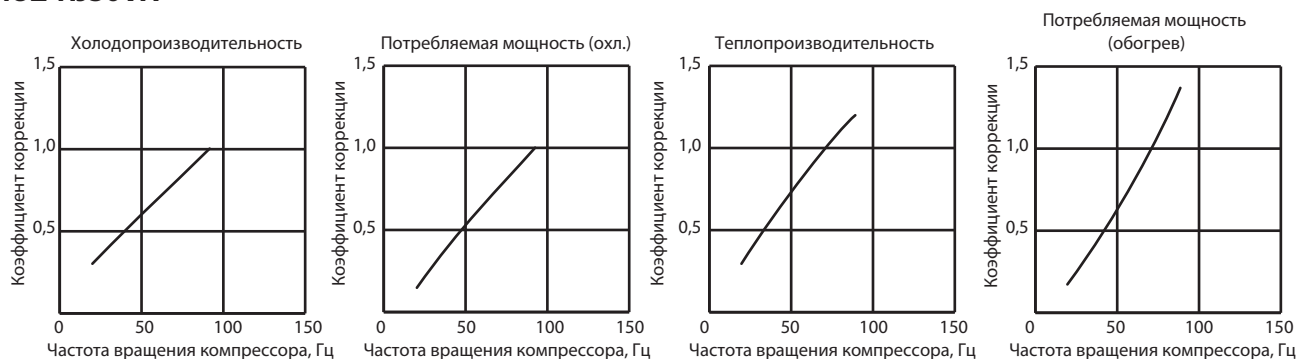 Холодопроизводительность
Коэффициент коррекции
1,5
1,0
0,5
0 50 100 150
Частота вращения компрессора, Гц
Потребляемая мощность (охл.)
Коэффициент коррекции
1,5
1,0
0,5
0 50 100 150
Частота вращения компрессора, Гц
Теплопроизводительность
Коэффициент коррекции
1,5
1,0
0,5
0 50 100 150
Частота вращения компрессора, Гц
Потребляемая мощность
(обогрев)
Коэффициент коррекции
1,5
1,0
0,5
0 50 100 150
Частота вращения компрессора, Гц